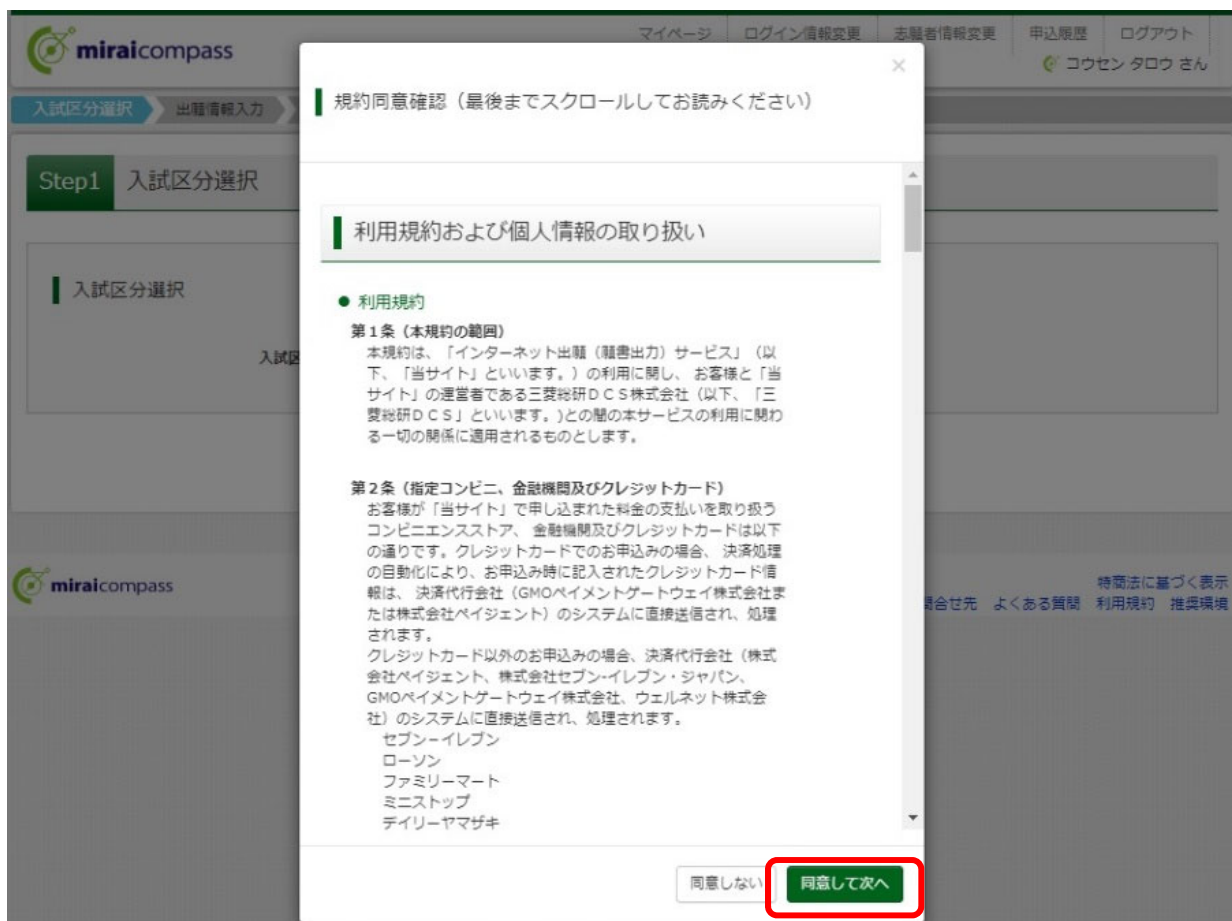 miraicompass
マイページ ログイン情報変更 志願者情報変更 申込履歴 ログアウト
コウセン タロウ さん
入試区分選択 出願情報入力
Step1 入試区分選択
入試区分選択
入試区
×
規約同意確認（最後までスクロールしてお読みください）
利用規約および個人情報の取り扱い
● 利用規約
第1条（本規約の範囲）
本規約は、「インターネット出願（願書出力）サービス」（以
下、「当サイト」といいます。）の利用に関し、 お客様と「当
サイト」の運営者である三菱総研ＤＣＳ株式会社（以下、「三
菱総研ＤＣＳ」といいます。)との間の本サービスの利用に関わ
る一切の関係に適用されるものとします。
第2条（指定コンビニ、金融機関及びクレジットカード）
お客様が「当サイト」で申し込まれた料金の支払いを取り扱う
コンビニエンスストア、 金融機関及びクレジットカードは以下
の通りです。クレジットカードでのお申込みの場合、 決済処理
の自動化により、お申込み時に記入されたクレジットカード情
報は、 決済代行会社（GMOペイメントゲートウェイ株式会社ま
たは株式会社ペイジェント）のシステムに直接送信され、処理
されます。
クレジットカード以外のお申込みの場合、決済代行会社（株式
会社ペイジェント、株式会社セブン-イレブン・ジャパン、
GMOペイメントゲートウェイ株式会社、ウェルネット株式会
社）のシステムに直接送信され、処理されます。
セブン－イレブン
ローソン
ファミリーマート
ミニストップ
デイリーヤマザキ
同意しない 同意して次へ
miraicompass
特商法に基づく表示
合せ先 よくある質問 利用規約 推奨環境